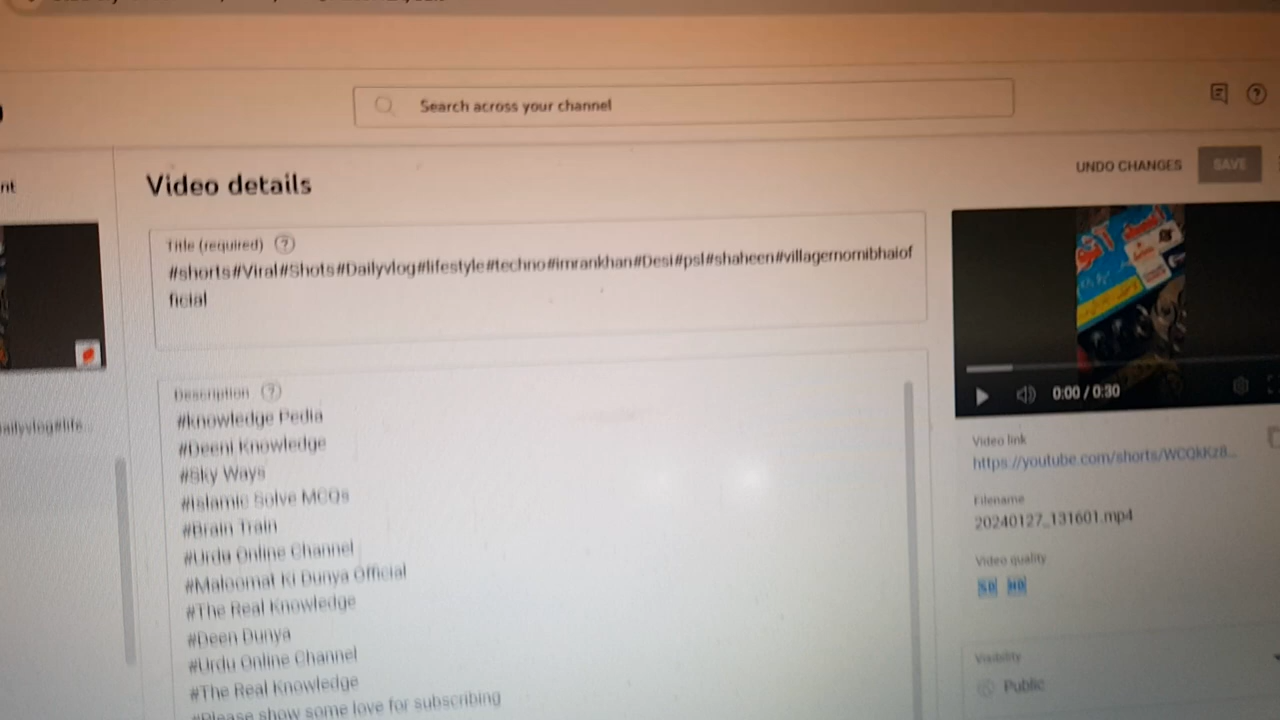 Search across your channel
nt
Video details
UNDO CHANGES
SAVE
Title (required)
#shorts#Viral#Shots#Dailyvlog#lifestyle#techno#imrankhan#Desi#psl#shaheen#villagernomibhaiof
ficial
Description
#knowledge Pedia
#Deeni Knowledge
#Sky Ways
#Islamic Solve MCQs
#Brain Train
#Urdu Online Channel
#Maloomat Ki Dunya Official
#The Real Knowledge
#Deen Dunya
#Urdu Online Channel
#The Real Knowledge
#Please show some love for subscribing
ailyvlog#life...
0:00 / 0:30
Video link
https://youtube.com/shorts/WCQkKz8...
Filename
20240127_131601.mp4
Video quality
SD HD
Visibility
Public